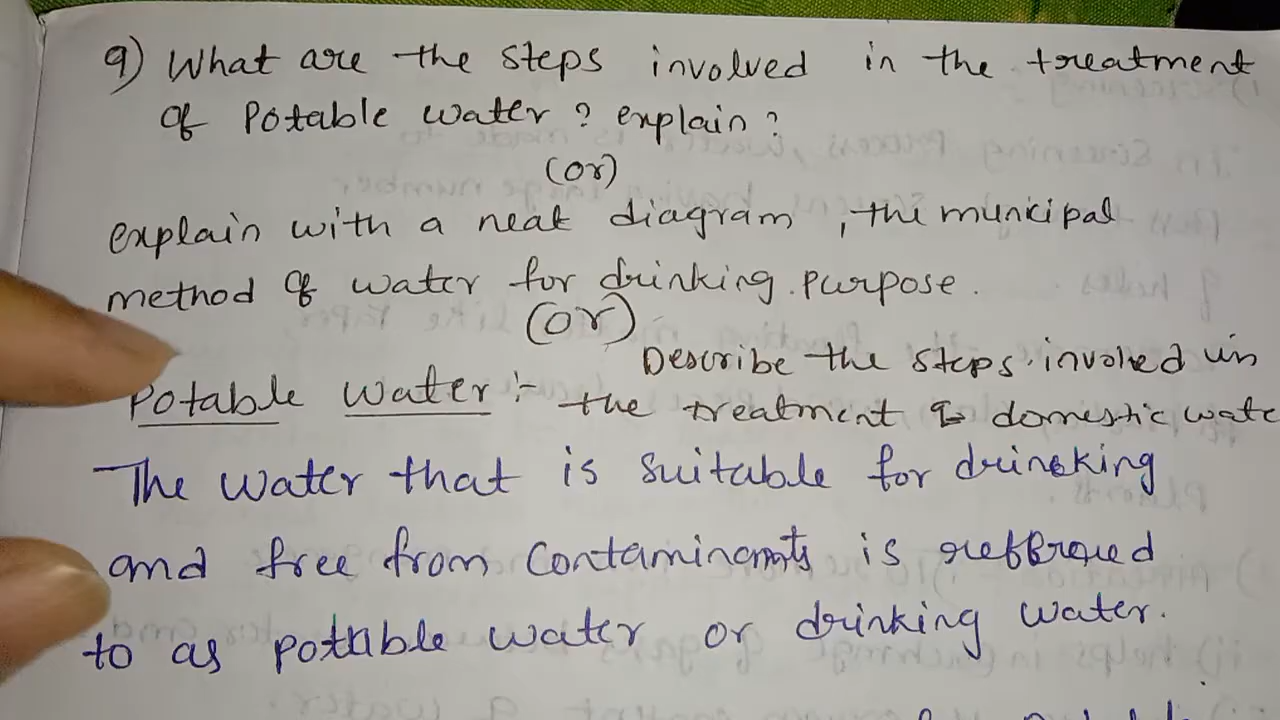 9) What are the steps involved in the treatment
of Potable water? explain?
(or)
explain with a neat diagram, the municipal
method of water for drinking purpose.
(or)
Describe the steps involved in
Potable Water :- the treatment of domestic wate
The water that is suitable for drinking
and free from contaminants is reffered
to as potable water or drinking water.